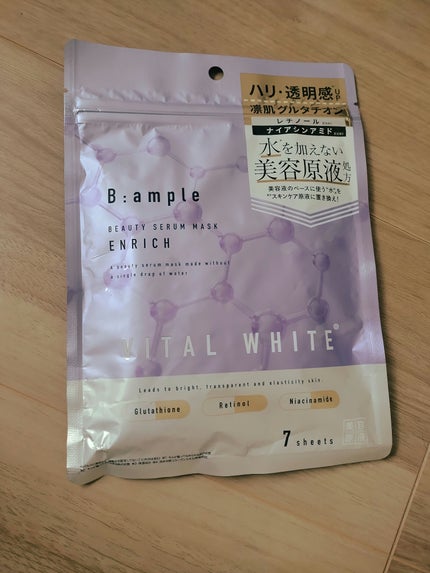 ハリ・透明感UP
凛肌グルタチオン
レチノール
ナイアシンアミド
水を加えない
美容原液処方
美容液のベースに使う"水"を
スキンケア原液に置き換え!
B:ample
BEAUTY SERUM MASK
ENRICH
A beauty serum mask made without
a single drop of water
VITAL WHITE®
Leads to bright, transparent and elasticity skin.
Glutathione Retinol Niacinamide
7 sheets